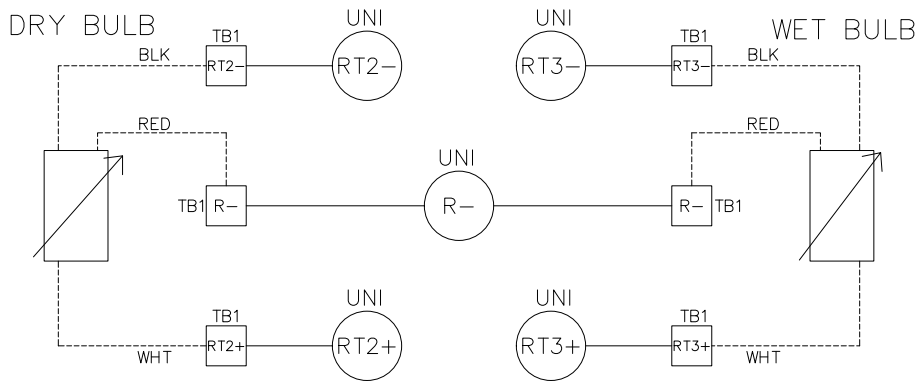 DRY BULB
UNI
UNI
WET BULB
TB1
TB1
BLK
RT2-
RT2-
RT3-
RT3-
BLK
RED
RED
UNI
TB1
R-
R-
R-
TB1
UNI
UNI
TB1
TB1
RT2+
RT2+
RT3+
RT3+
WHT
WHT